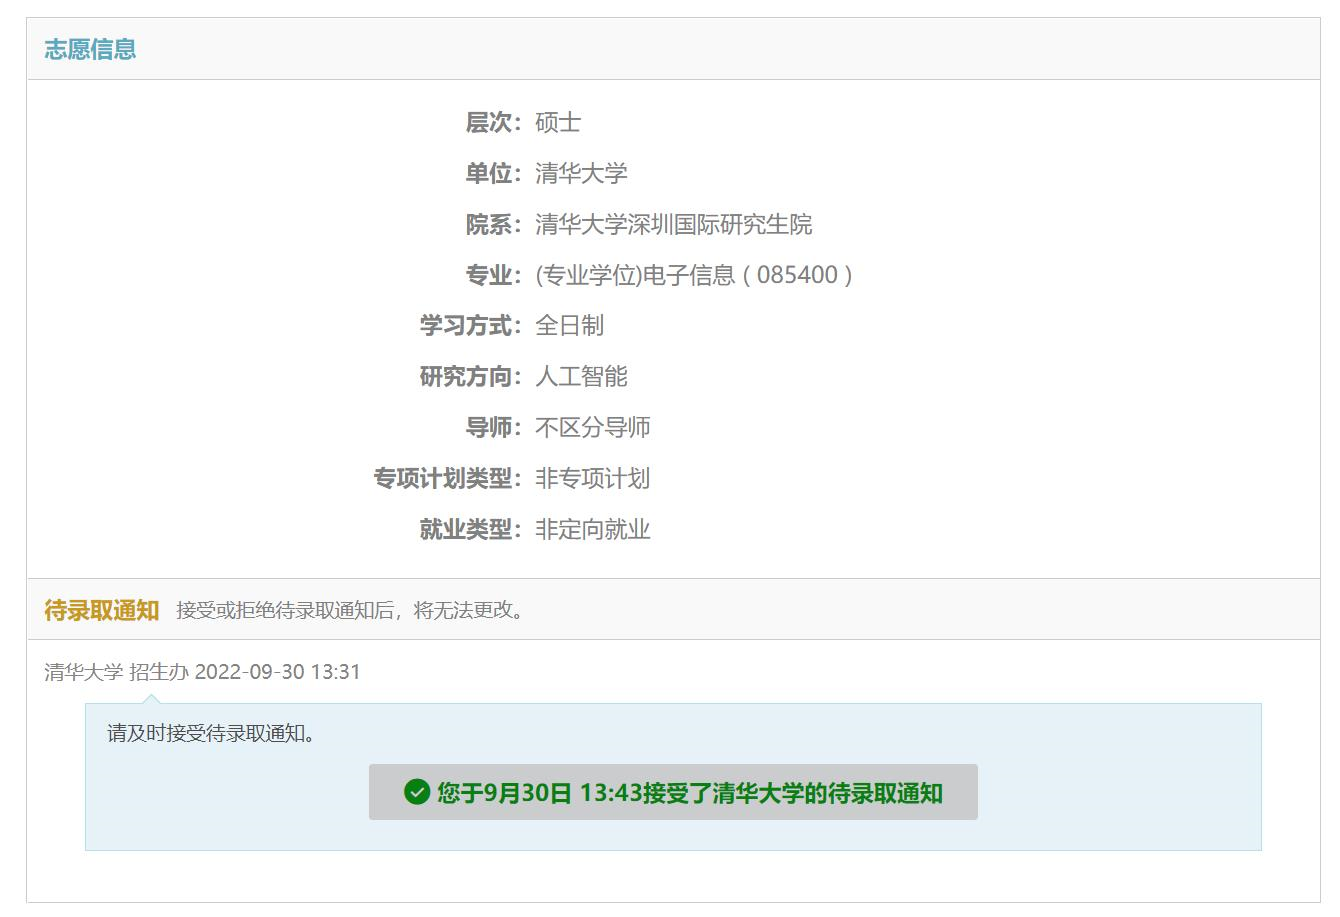 志愿信息
层次：硕士
单位：清华大学
院系：清华大学深圳国际研究生院
专业：(专业学位)电子信息 ( 085400 )
学习方式：全日制
研究方向：人工智能
导师：不区分导师
专项计划类型：非专项计划
就业类型：非定向就业
待录取通知 接受或拒绝待录取通知后，将无法更改。
清华大学 招生办 2022-09-30 13:31
请及时接受待录取通知。
您于9月30日 13:43接受了清华大学的待录取通知